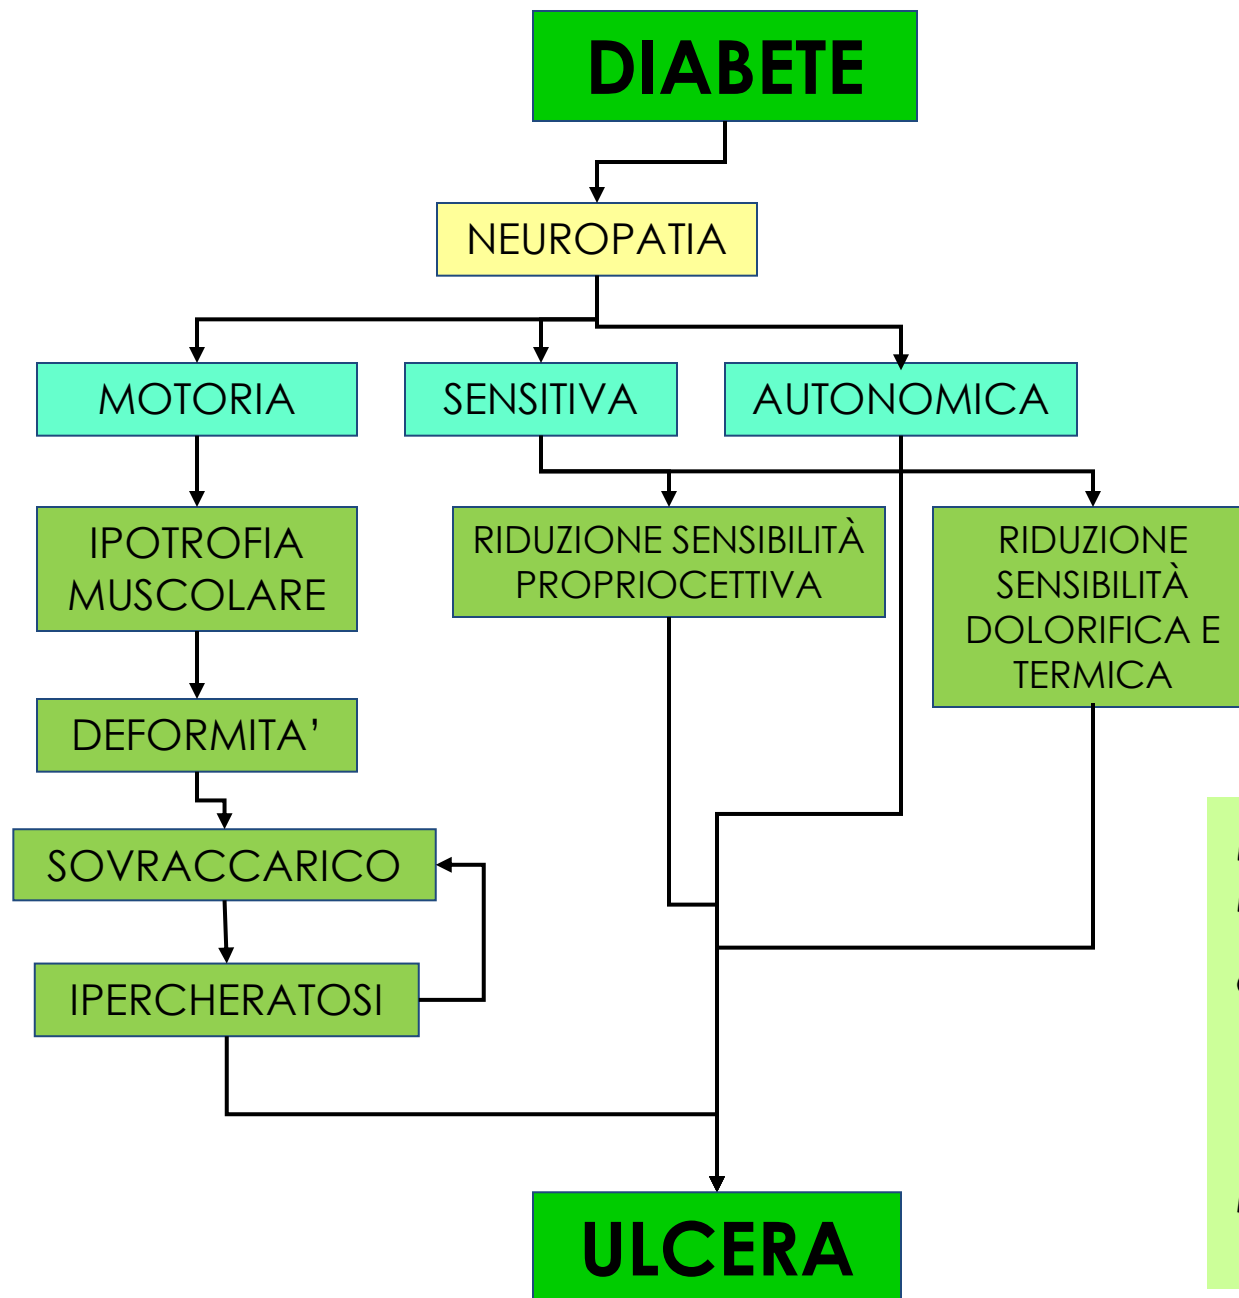 DIABETE
NEUROPATIA
MOTORIA
SENSITIVA
AUTONOMICA
IPOTROFIA
MUSCOLARE
RIDUZIONE SENSIBILITÀ
PROPRIOCETTIVA
RIDUZIONE
SENSIBILITÀ
DOLORIFICA E
TERMICA
DEFORMITA’
SOVRACCARICO
IPERCHERATOSI
ULCERA